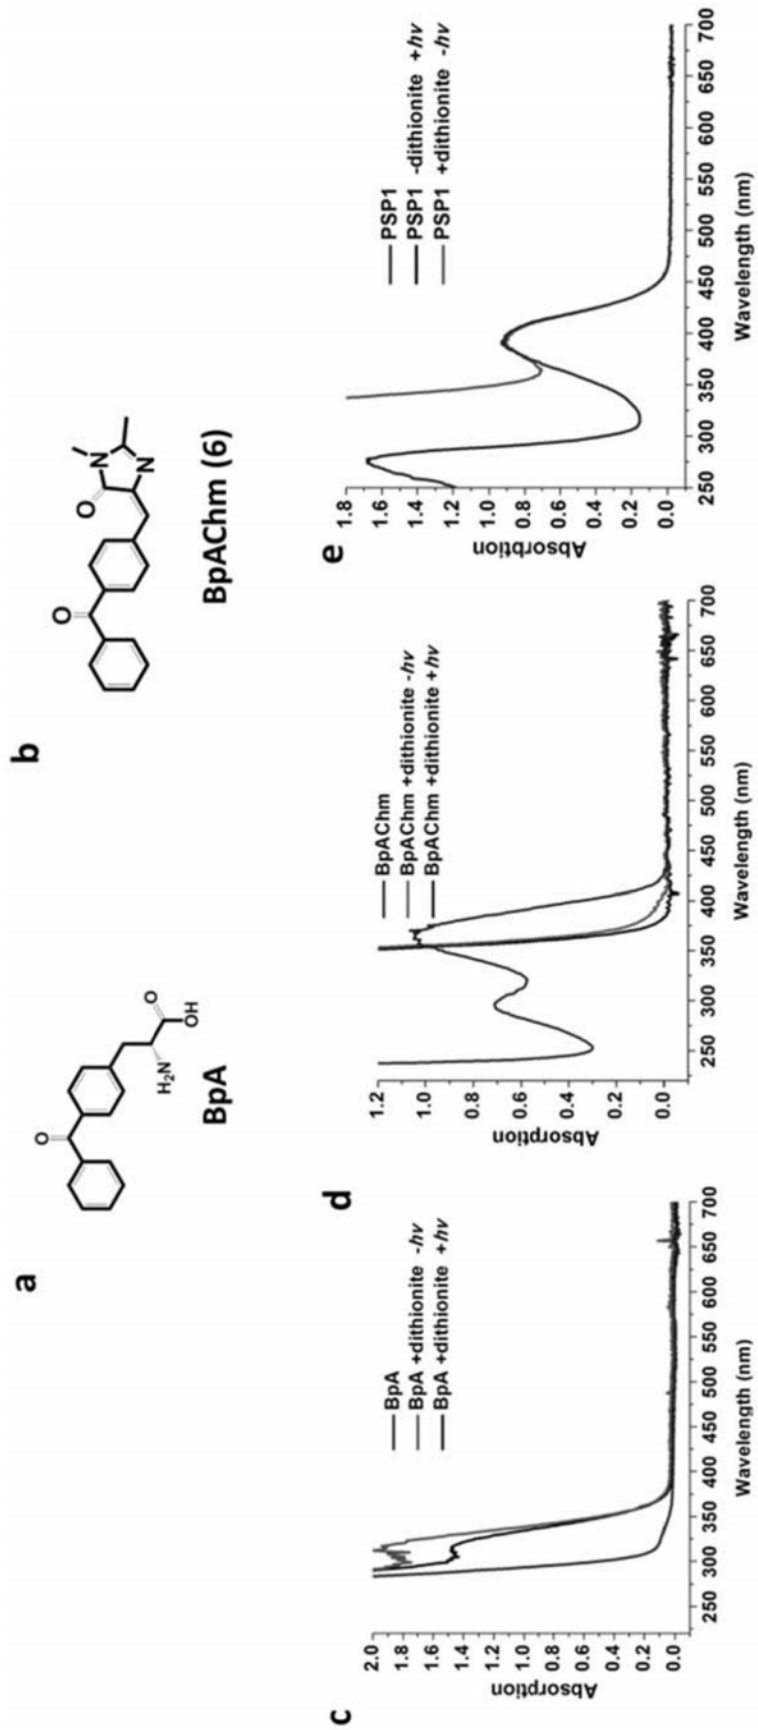 a
O
H₂N
O
OH
BpA
b
O
O
N
N
BpAChm (6)
c
BpA
BpA +dithionite -hν
BpA +dithionite +hν
Absorption
2.0
1.8
1.6
1.4
1.2
1.0
0.8
0.6
0.4
0.2
0.0
250 300 350 400 450 500 550 600 650 700
Wavelength (nm)
d
BpAChm
BpAChm +dithionite -hν
BpAChm +dithionite +hν
Absorption
1.2
1.0
0.8
0.6
0.4
0.2
0.0
250 300 350 400 450 500 550 600 650 700
Wavelength (nm)
e
PSP1
PSP1 -dithionite +hν
PSP1 +dithionite -hν
Absorption
1.8
1.6
1.4
1.2
1.0
0.8
0.6
0.4
0.2
0.0
250 300 350 400 450 500 550 600 650 700
Wavelength (nm)